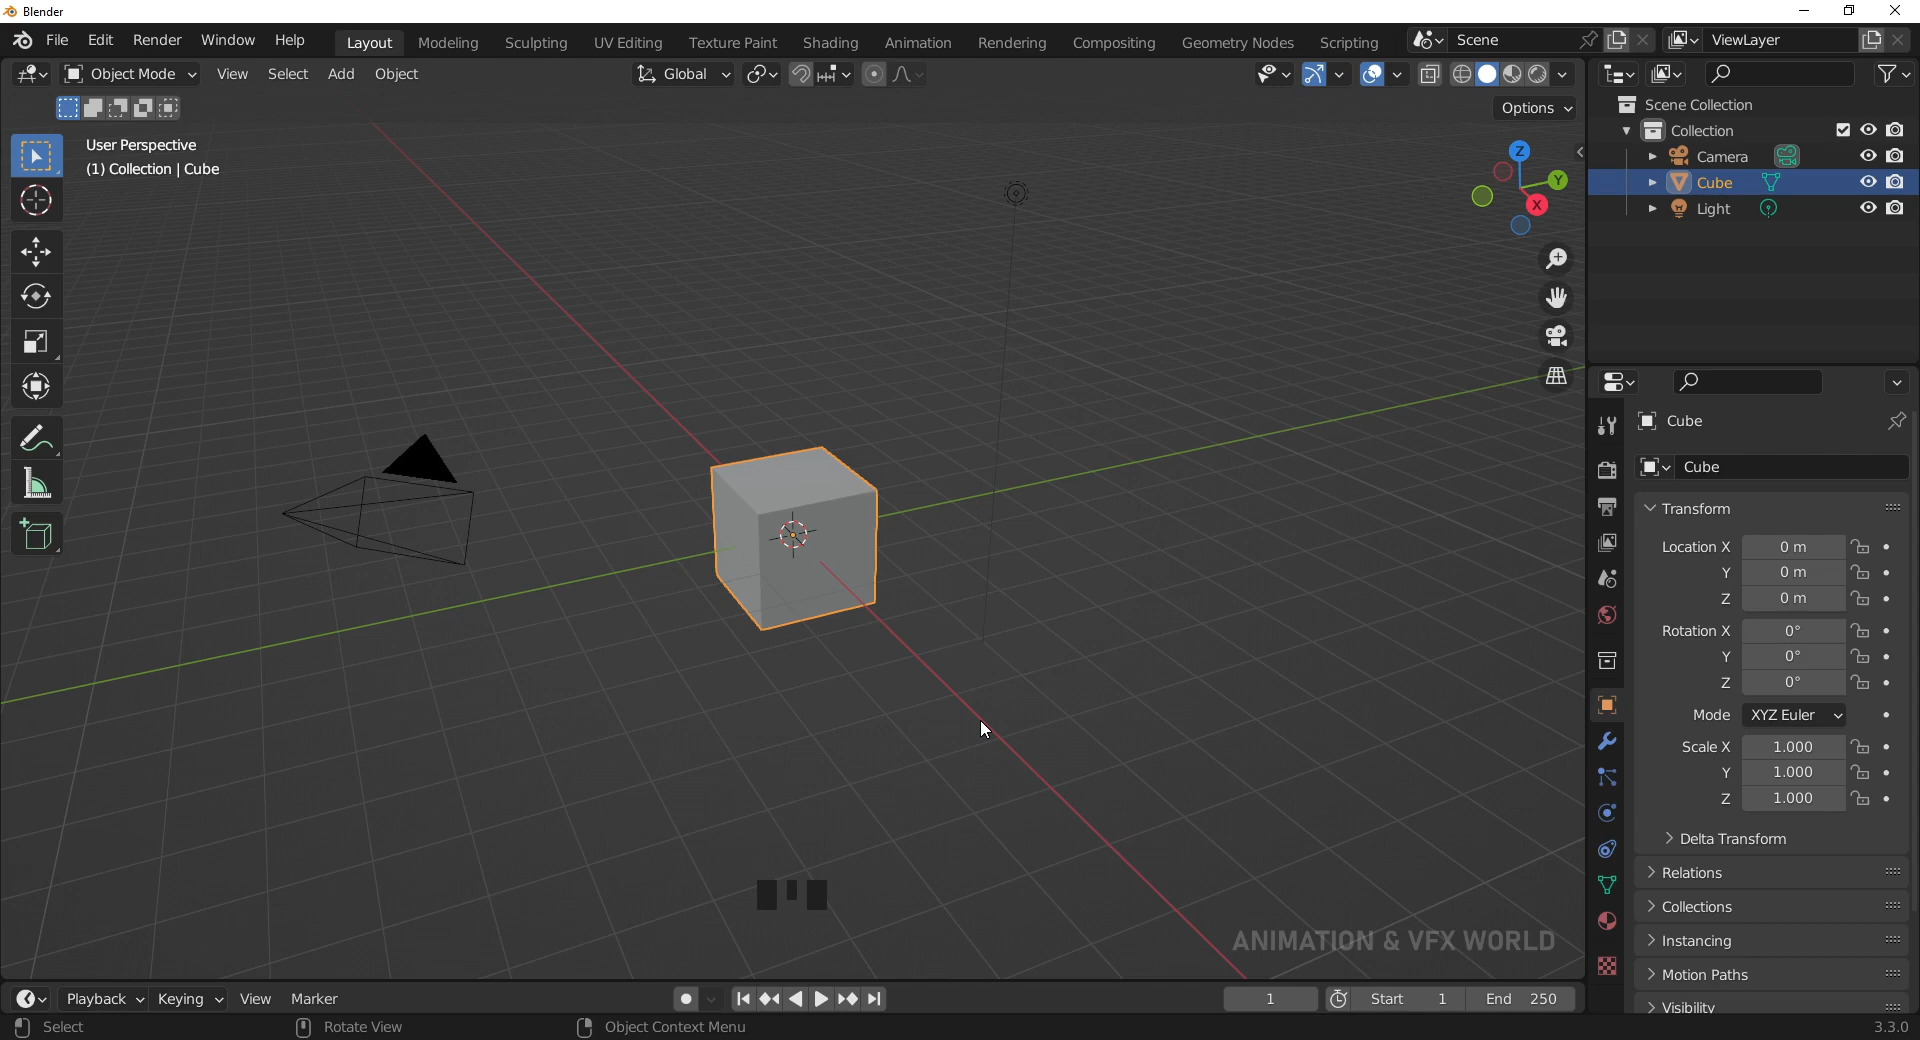 Blender
File Edit Render Window Help Layout Modeling Sculpting UV Editing Texture Paint Shading Animation Rendering Compositing Geometry Nodes Scripting Scene ViewLayer
Object Mode View Select Add Object Global
Options
User Perspective
(1) Collection | Cube
Z
Y
X
Scene Collection
Collection
Camera
Cube
Light
Cube
Cube
Transform
Location X 0 m
Y 0 m
Z 0 m
Rotation X 0°
Y 0°
Z 0°
Mode XYZ Euler
Scale X 1.000
Y 1.000
Z 1.000
Delta Transform
Relations
Collections
Instancing
Motion Paths
Visibility
ANIMATION & VFX WORLD
Playback Keying View Marker 1 Start 1 End 250
Select Rotate View Object Context Menu 3.3.0